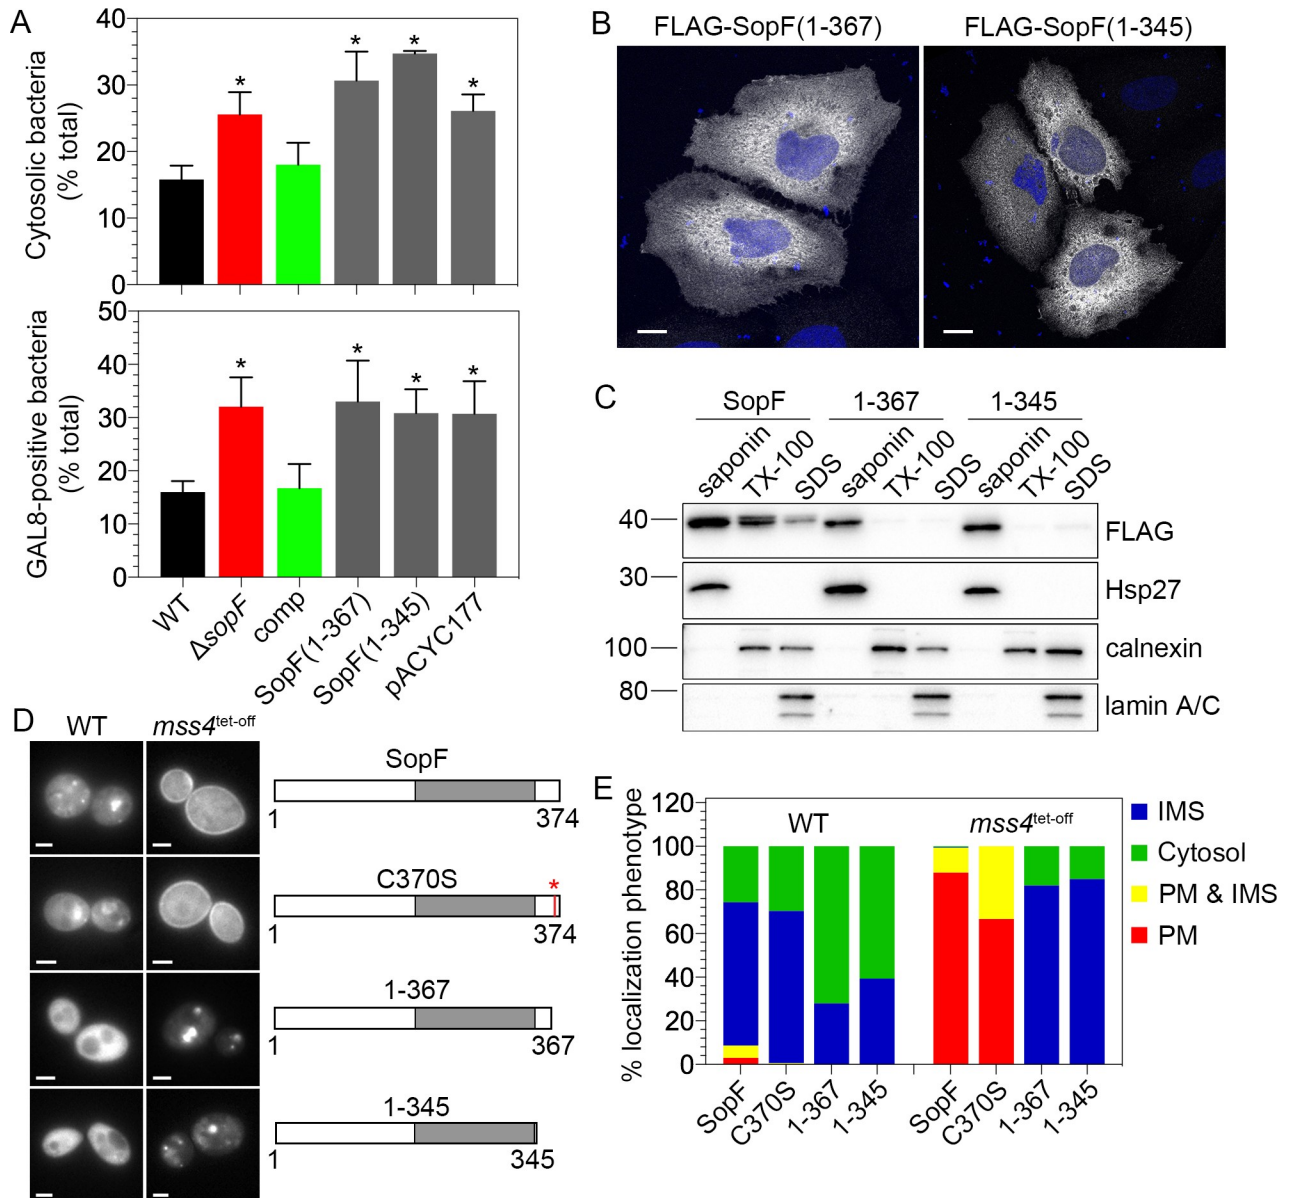 A
Cytosolic bacteria
(% total)
40
30
20
10
0
* * * *
GAL8-positive bacteria
(% total)
50
40
30
20
10
0
* * * *
WT
ΔsopF
comp
SopF(1-367)
SopF(1-345)
pACYC177
B
FLAG-SopF(1-367)
FLAG-SopF(1-345)
C
SopF 1-367 1-345
saponin TX-100 SDS saponin TX-100 SDS saponin TX-100 SDS
40 FLAG
30 Hsp27
100 calnexin
80 lamin A/C
D
WT mss4tet-off
SopF
1 374
C370S
*
1 374
1-367
1 367
1-345
1 345
E
% localization phenotype
120
100
80
60
40
20
0
WT mss4tet-off
SopF
C370S
1-367
1-345
SopF
C370S
1-367
1-345
IMS
Cytosol
PM & IMS
PM